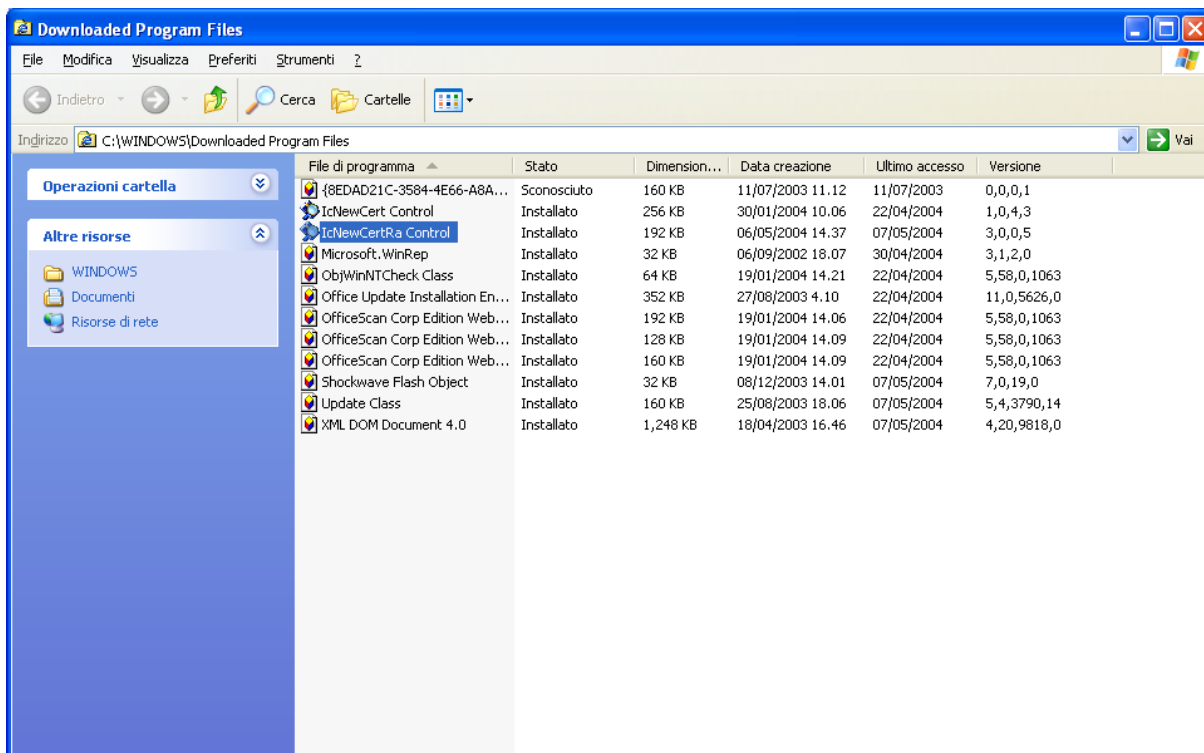 Downloaded Program Files
File Modifica Visualizza Preferiti Strumenti ?
Indietro Cerca Cartelle
Indirizzo C:\WINDOWS\Downloaded Program Files Vai
Operazioni cartella
Altre risorse
WINDOWS
Documenti
Risorse di rete
File di programma Stato Dimension... Data creazione Ultimo accesso Versione
{8EDAD21C-3584-4E66-A8A... Sconosciuto 160 KB 11/07/2003 11.12 11/07/2003 0,0,0,1
IcNewCert Control Installato 256 KB 30/01/2004 10.06 22/04/2004 1,0,4,3
IcNewCertRa Control Installato 192 KB 06/05/2004 14.37 07/05/2004 3,0,0,5
Microsoft.WinRep Installato 32 KB 06/09/2002 18.07 30/04/2004 3,1,2,0
ObjWinNTCheck Class Installato 64 KB 19/01/2004 14.21 22/04/2004 5,58,0,1063
Office Update Installation En... Installato 352 KB 27/08/2003 4.10 22/04/2004 11,0,5626,0
OfficeScan Corp Edition Web... Installato 192 KB 19/01/2004 14.06 22/04/2004 5,58,0,1063
OfficeScan Corp Edition Web... Installato 128 KB 19/01/2004 14.09 22/04/2004 5,58,0,1063
OfficeScan Corp Edition Web... Installato 160 KB 19/01/2004 14.09 22/04/2004 5,58,0,1063
Shockwave Flash Object Installato 32 KB 08/12/2003 14.01 07/05/2004 7,0,19,0
Update Class Installato 160 KB 25/08/2003 18.06 07/05/2004 5,4,3790,14
XML DOM Document 4.0 Installato 1,248 KB 18/04/2003 16.46 07/05/2004 4,20,9818,0